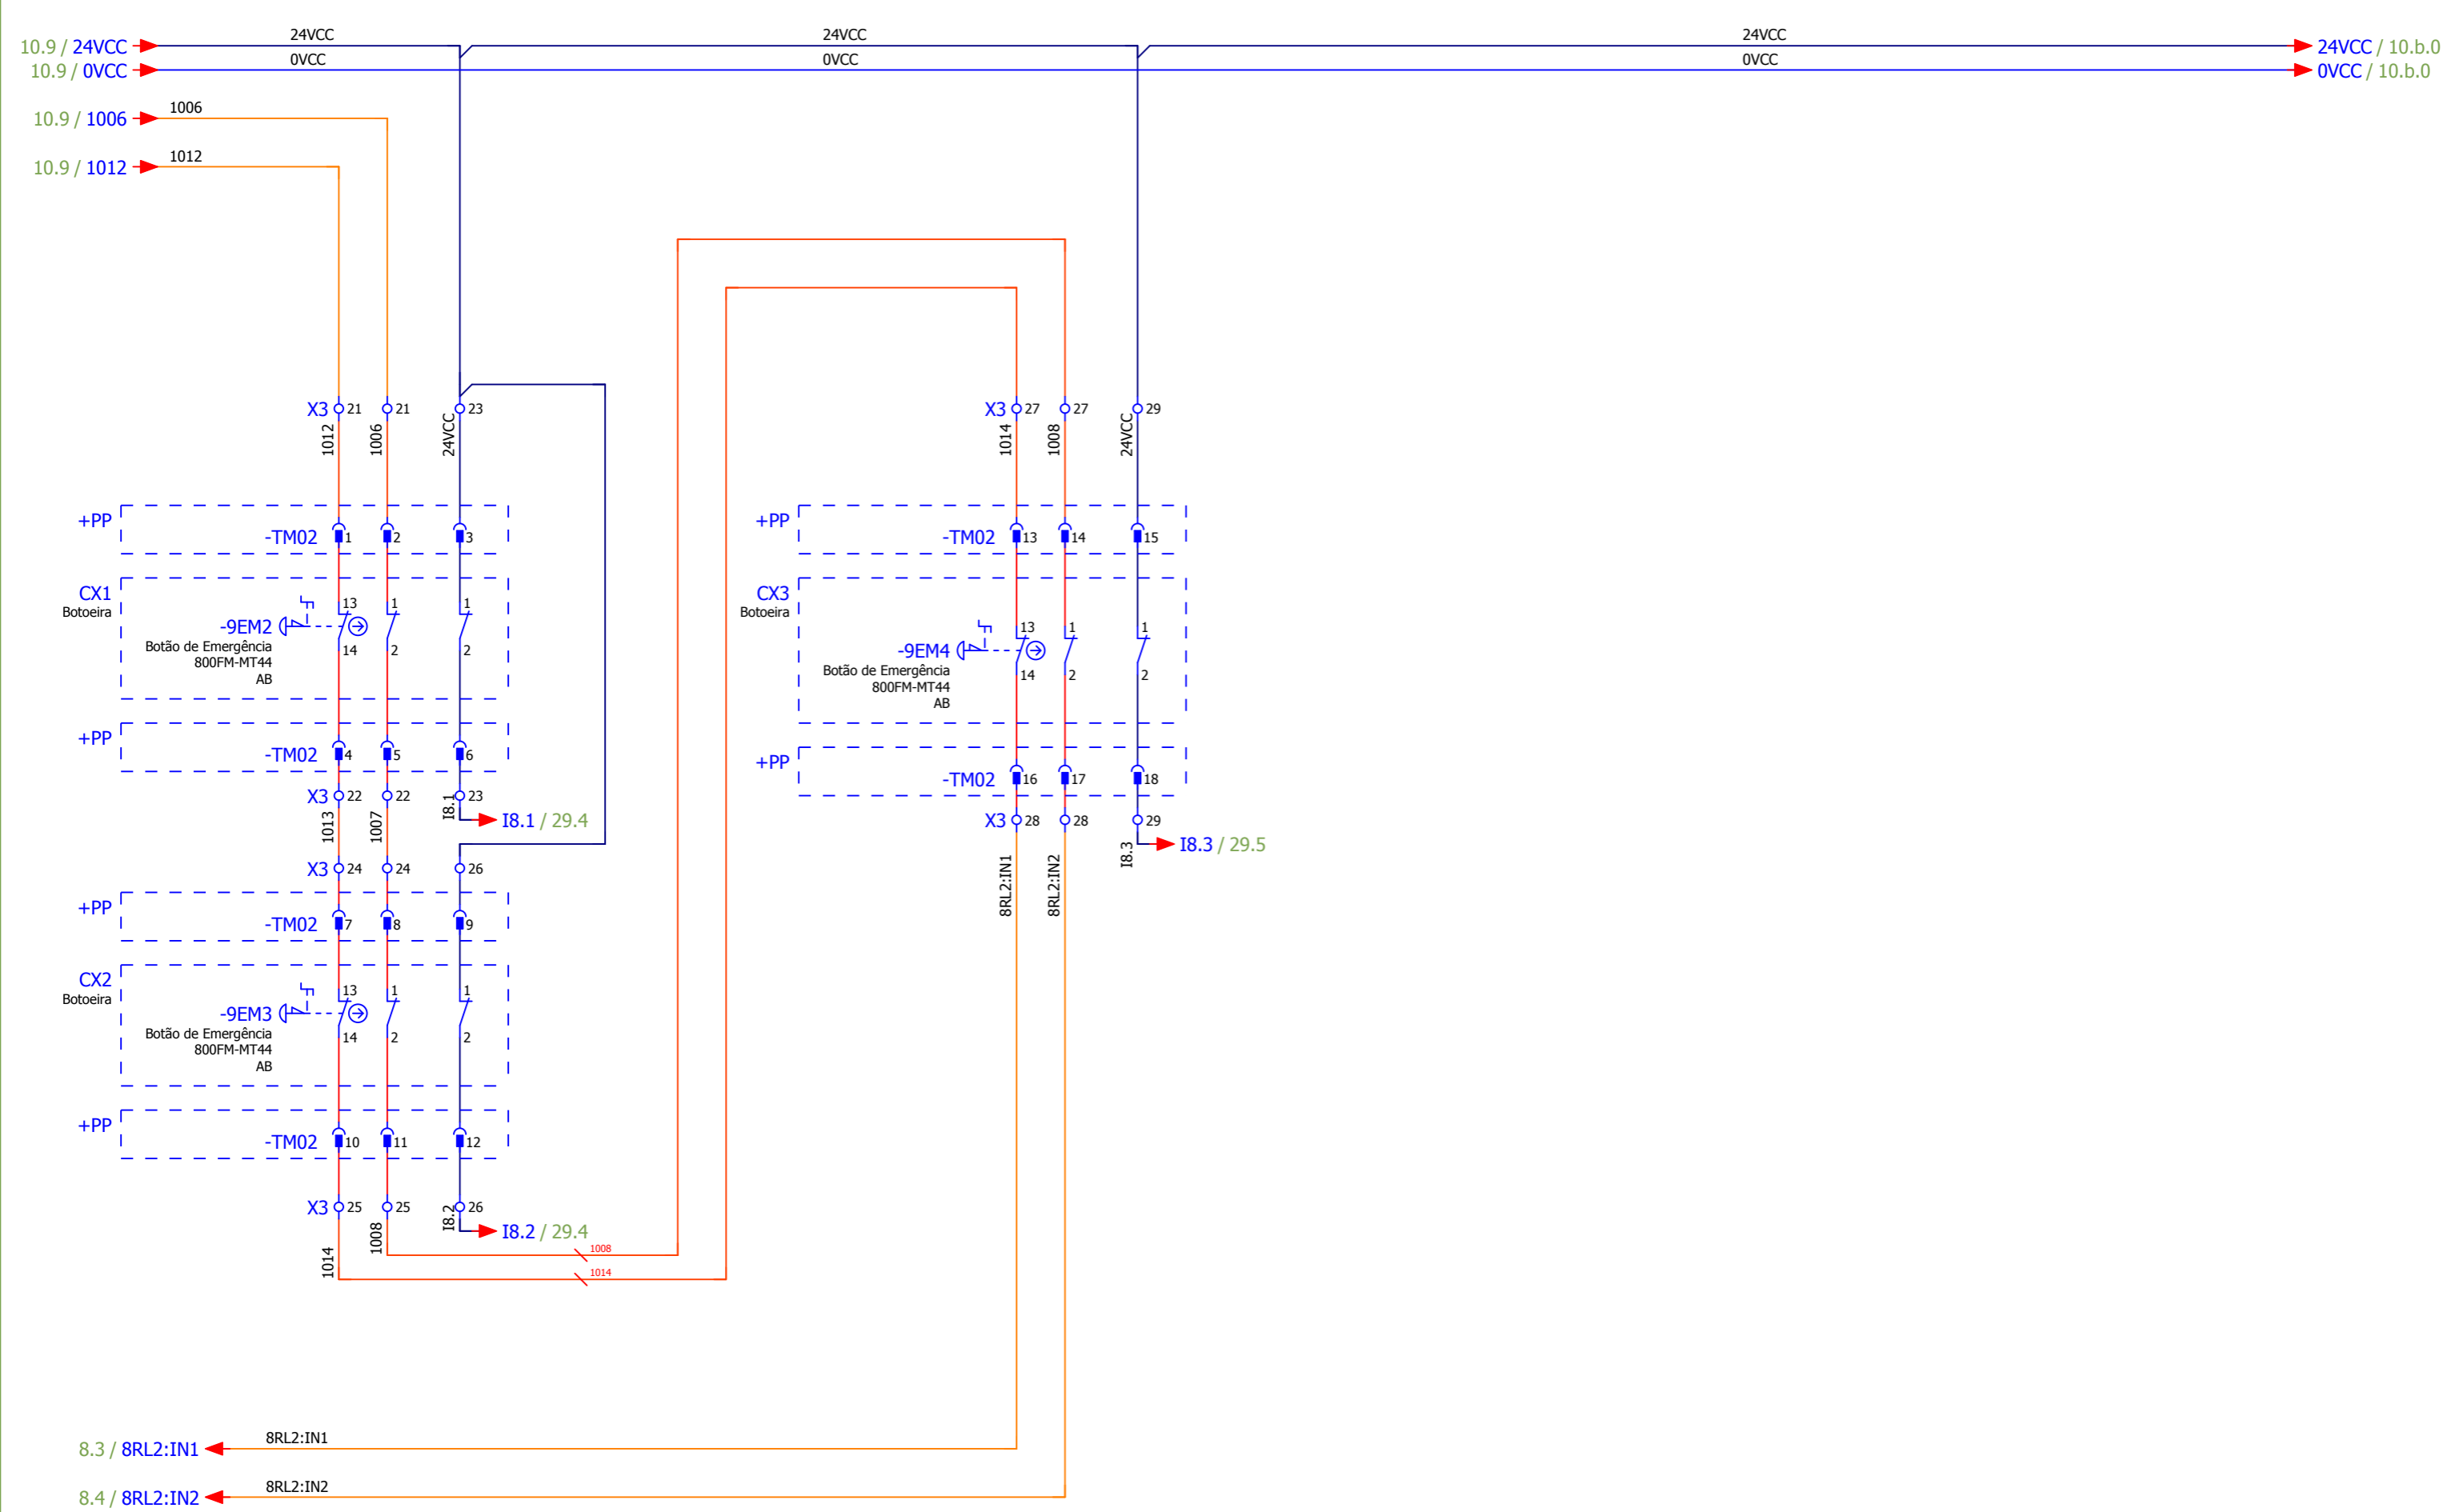 24VCC 24VCC 24VCC
10.9 / 24VCC 24VCC / 10.b.0
0VCC 0VCC 0VCC
10.9 / 0VCC 0VCC / 10.b.0
1006
10.9 / 1006
1012
10.9 / 1012
X3 21 21 23 X3 27 27 29
1012 1006 24VCC 1014 1008 24VCC
+PP +PP
-TM02 1 2 3 -TM02 13 14 15
CX1 CX3
Botoeira Botoeira
13 1 1
-9EM2
Botão de Emergência
14 2 2
800FM-MT44
AB
13 1 1
-9EM4
Botão de Emergência
14 2 2
800FM-MT44
AB
+PP
-TM02 4 5 6
+PP
-TM02 16 17 18
X3 22 22 23
1013 1007 I8.1
I8.1 / 29.4
X3 28 28 29
8RL2:IN1 8RL2:IN2 I8.3
I8.3 / 29.5
X3 24 24 26
+PP
-TM02 7 8 9
CX2
Botoeira
13 1 1
-9EM3
Botão de Emergência
14 2 2
800FM-MT44
AB
+PP
-TM02 10 11 12
X3 25 25 26
1014 1008 I8.2
I8.2 / 29.4
1008
1014
8RL2:IN1
8.3 / 8RL2:IN1
8RL2:IN2
8.4 / 8RL2:IN2